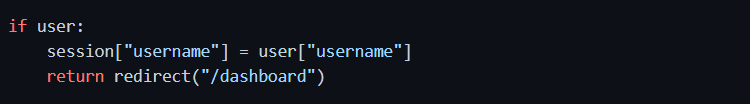 if user:
    session["username"] = user["username"]
    return redirect("/dashboard")